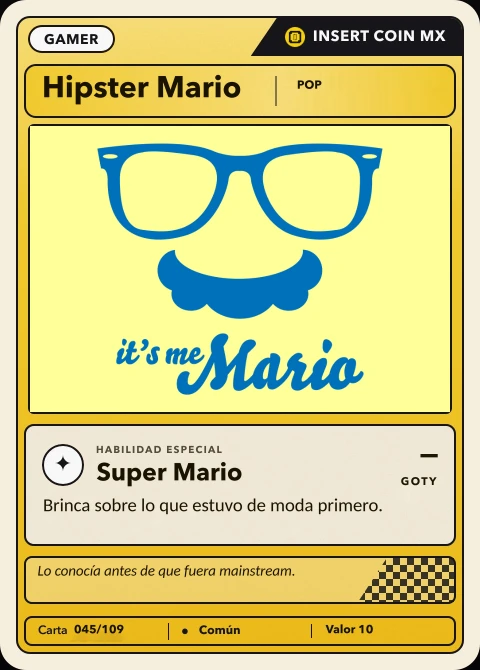 GAMER
INSERT COIN MX
Hipster Mario
POP
it's me Mario
HABILIDAD ESPECIAL
Super Mario
–
GOTY
Brinca sobre lo que estuvo de moda primero.
Lo conocía antes de que fuera mainstream.
Carta 045/109 • Común Valor 10